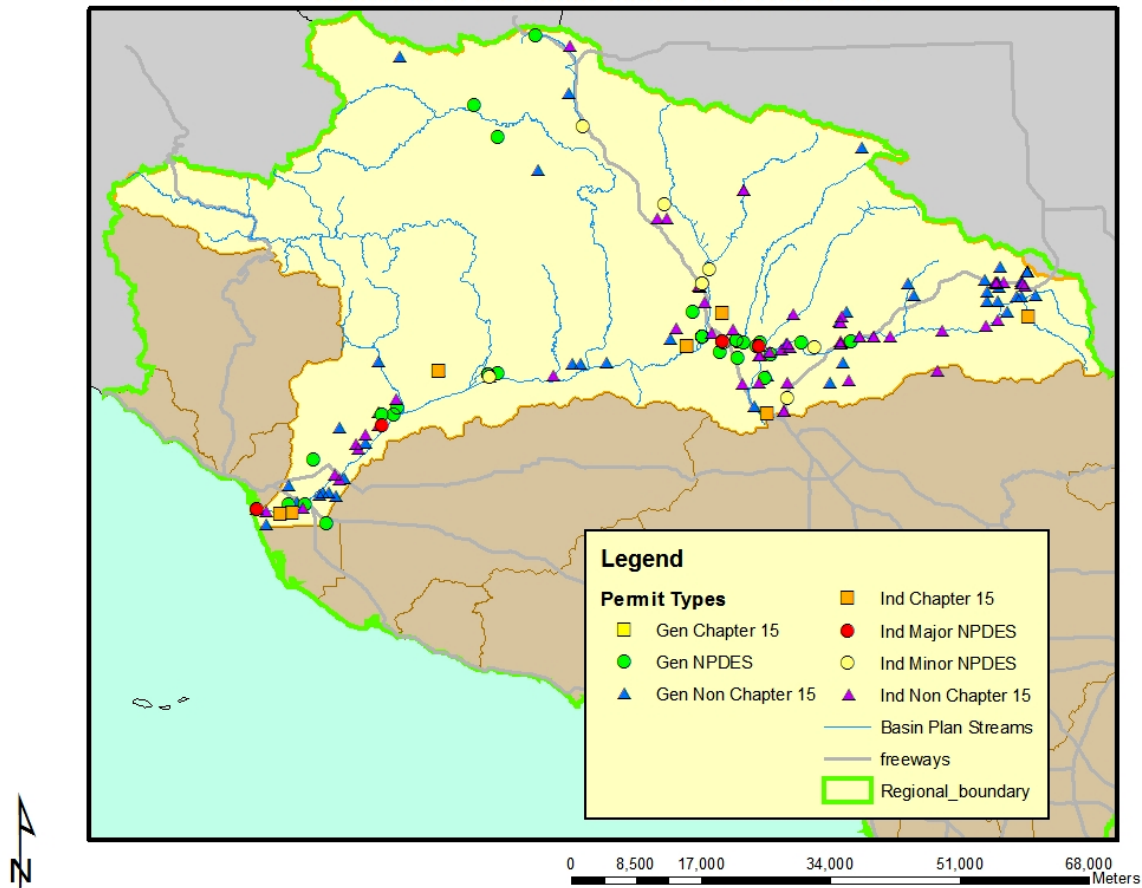 Legend
Permit Types
Gen Chapter 15
Gen NPDES
Gen Non Chapter 15
Ind Chapter 15
Ind Major NPDES
Ind Minor NPDES
Ind Non Chapter 15
Basin Plan Streams
freeways
Regional_boundary
N
0 8,500 17,000 34,000 51,000 68,000
Meters